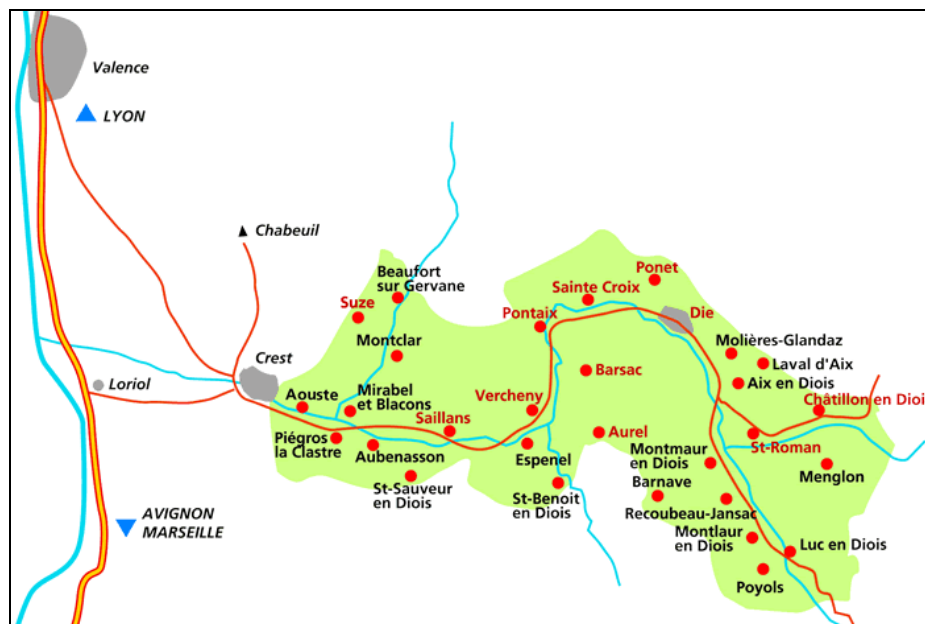 Valence
LYON
Chabeuil
Beaufort
sur Gervane
Suze
Montclar
Crest
Loriol
Aouste
Mirabel
et Blacons
Piégros
la Clastre
Aubenasson
Saillans
St-Sauveur
en Diois
AVIGNON
MARSEILLE
Ponet
Sainte Croix
Pontaix
Die
Barsac
Vercheny
Aurel
Espenel
St-Benoit
en Diois
Molières-Glandaz
Laval d'Aix
Aix en Diois
Châtillon en Diois
St-Roman
Montmaur
en Diois
Menglon
Barnave
Recoubeau-Jansac
Montlaur
en Diois
Luc en Diois
Poyols